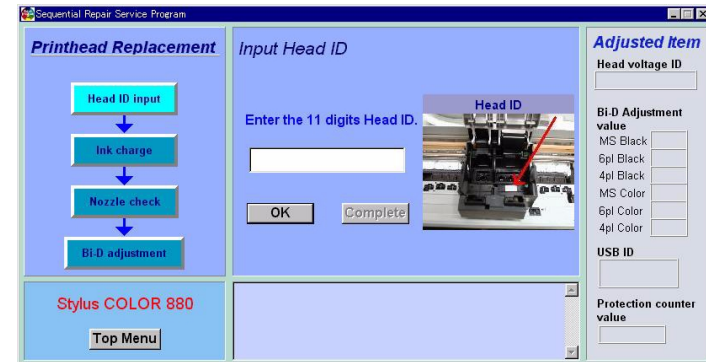 Sequential Repair Service Program
Printhead Replacement
Head ID input
Ink charge
Nozzle check
Bi-D adjustment
Stylus COLOR 880
Top Menu
Input Head ID
Enter the 11 digits Head ID.
OK
Complete
Head ID
Adjusted Item
Head voltage ID
Bi-D Adjustment
value
MS Black
6pl Black
4pl Black
MS Color
6pl Color
4pl Color
USB ID
Protection counter
value